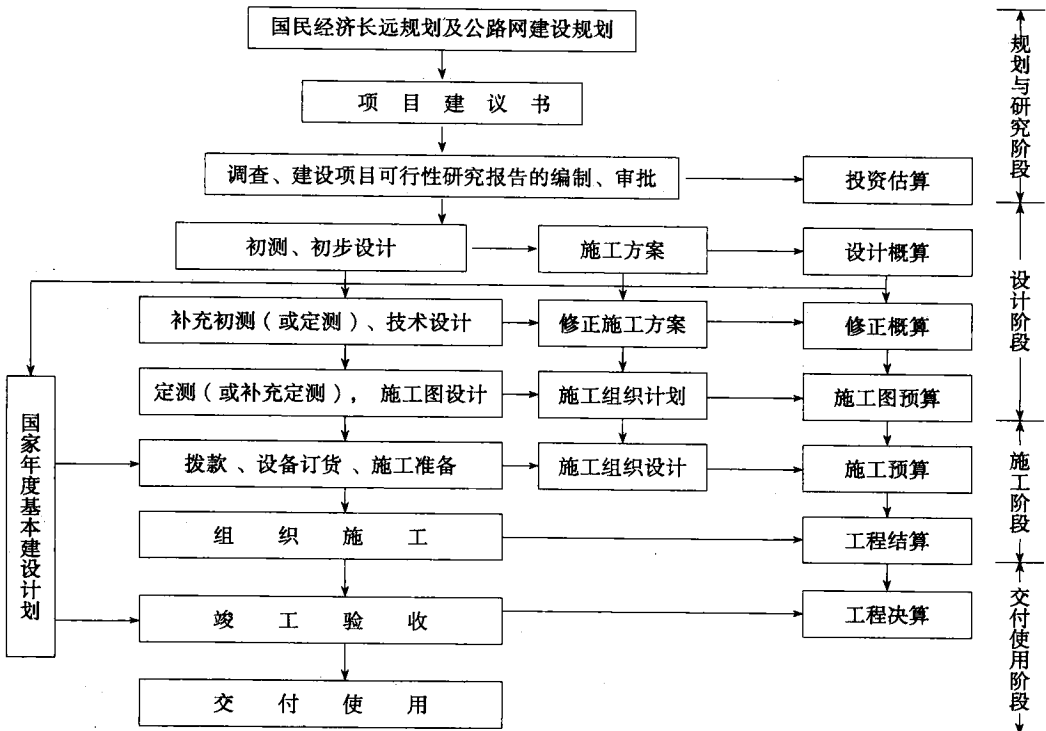 国民经济长远规划及公路网建设规划
项目建议书
调查、建设项目可行性研究报告的编制、审批
投资估算
规划与研究阶段
初测、初步设计
施工方案
设计概算
补充初测(或定测)、技术设计
修正施工方案
修正概算
定测(或补充定测),施工图设计
施工组织计划
施工图预算
设计阶段
国家年度基本建设计划
拨款、设备订货、施工准备
施工组织设计
施工预算
组织施工
工程结算
施工阶段
竣工验收
工程决算
交付使用
交付使用阶段